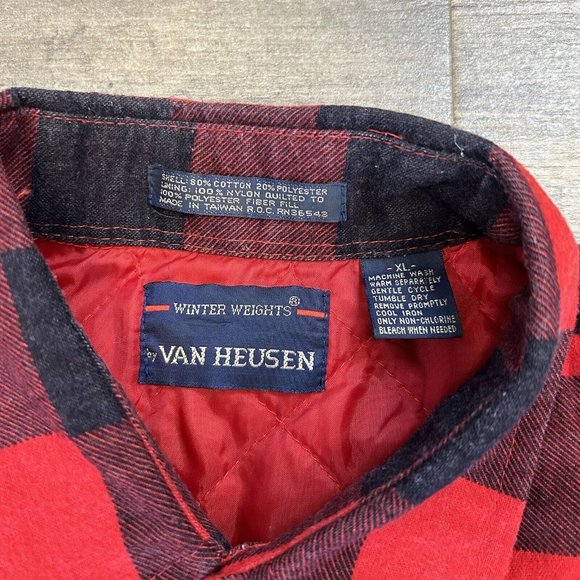 SHELL: 80% COTTON 20% POLYESTER
LINING: 100% NYLON QUILTED TO
100% POLYESTER FIBER FILL
MADE IN TAIWAN R.O.C. RN36543
WINTER WEIGHTS®
by VAN HEUSEN
- XL -
MACHINE WASH
WARM SEPARATELY
GENTLE CYCLE
TUMBLE DRY
REMOVE PROMPTLY
COOL IRON
ONLY NON-CHLORINE
BLEACH WHEN NEEDED